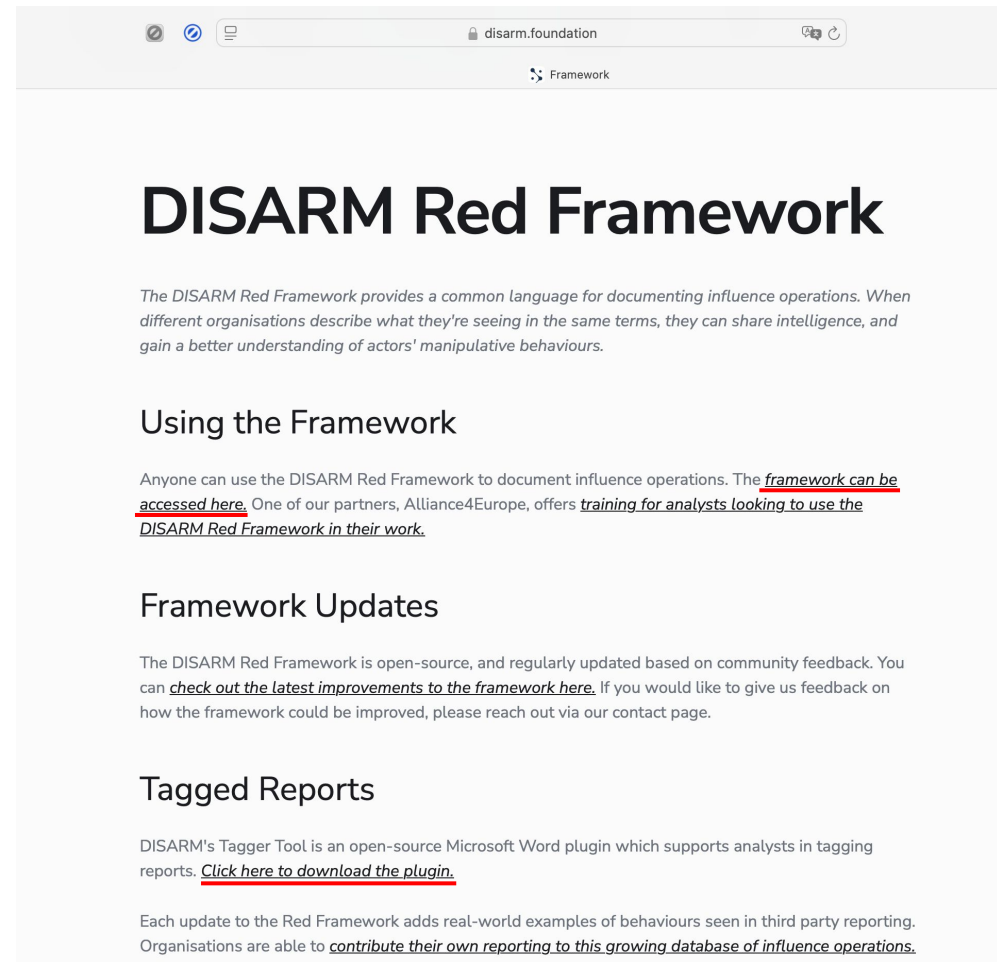 disarm.foundation
Framework
DISARM Red Framework
The DISARM Red Framework provides a common language for documenting influence operations. When
different organisations describe what they're seeing in the same terms, they can share intelligence, and
gain a better understanding of actors' manipulative behaviours.
Using the Framework
Anyone can use the DISARM Red Framework to document influence operations. The framework can be
accessed here. One of our partners, Alliance4Europe, offers training for analysts looking to use the
DISARM Red Framework in their work.
Framework Updates
The DISARM Red Framework is open-source, and regularly updated based on community feedback. You
can check out the latest improvements to the framework here. If you would like to give us feedback on
how the framework could be improved, please reach out via our contact page.
Tagged Reports
DISARM's Tagger Tool is an open-source Microsoft Word plugin which supports analysts in tagging
reports. Click here to download the plugin.
Each update to the Red Framework adds real-world examples of behaviours seen in third party reporting.
Organisations are able to contribute their own reporting to this growing database of influence operations.